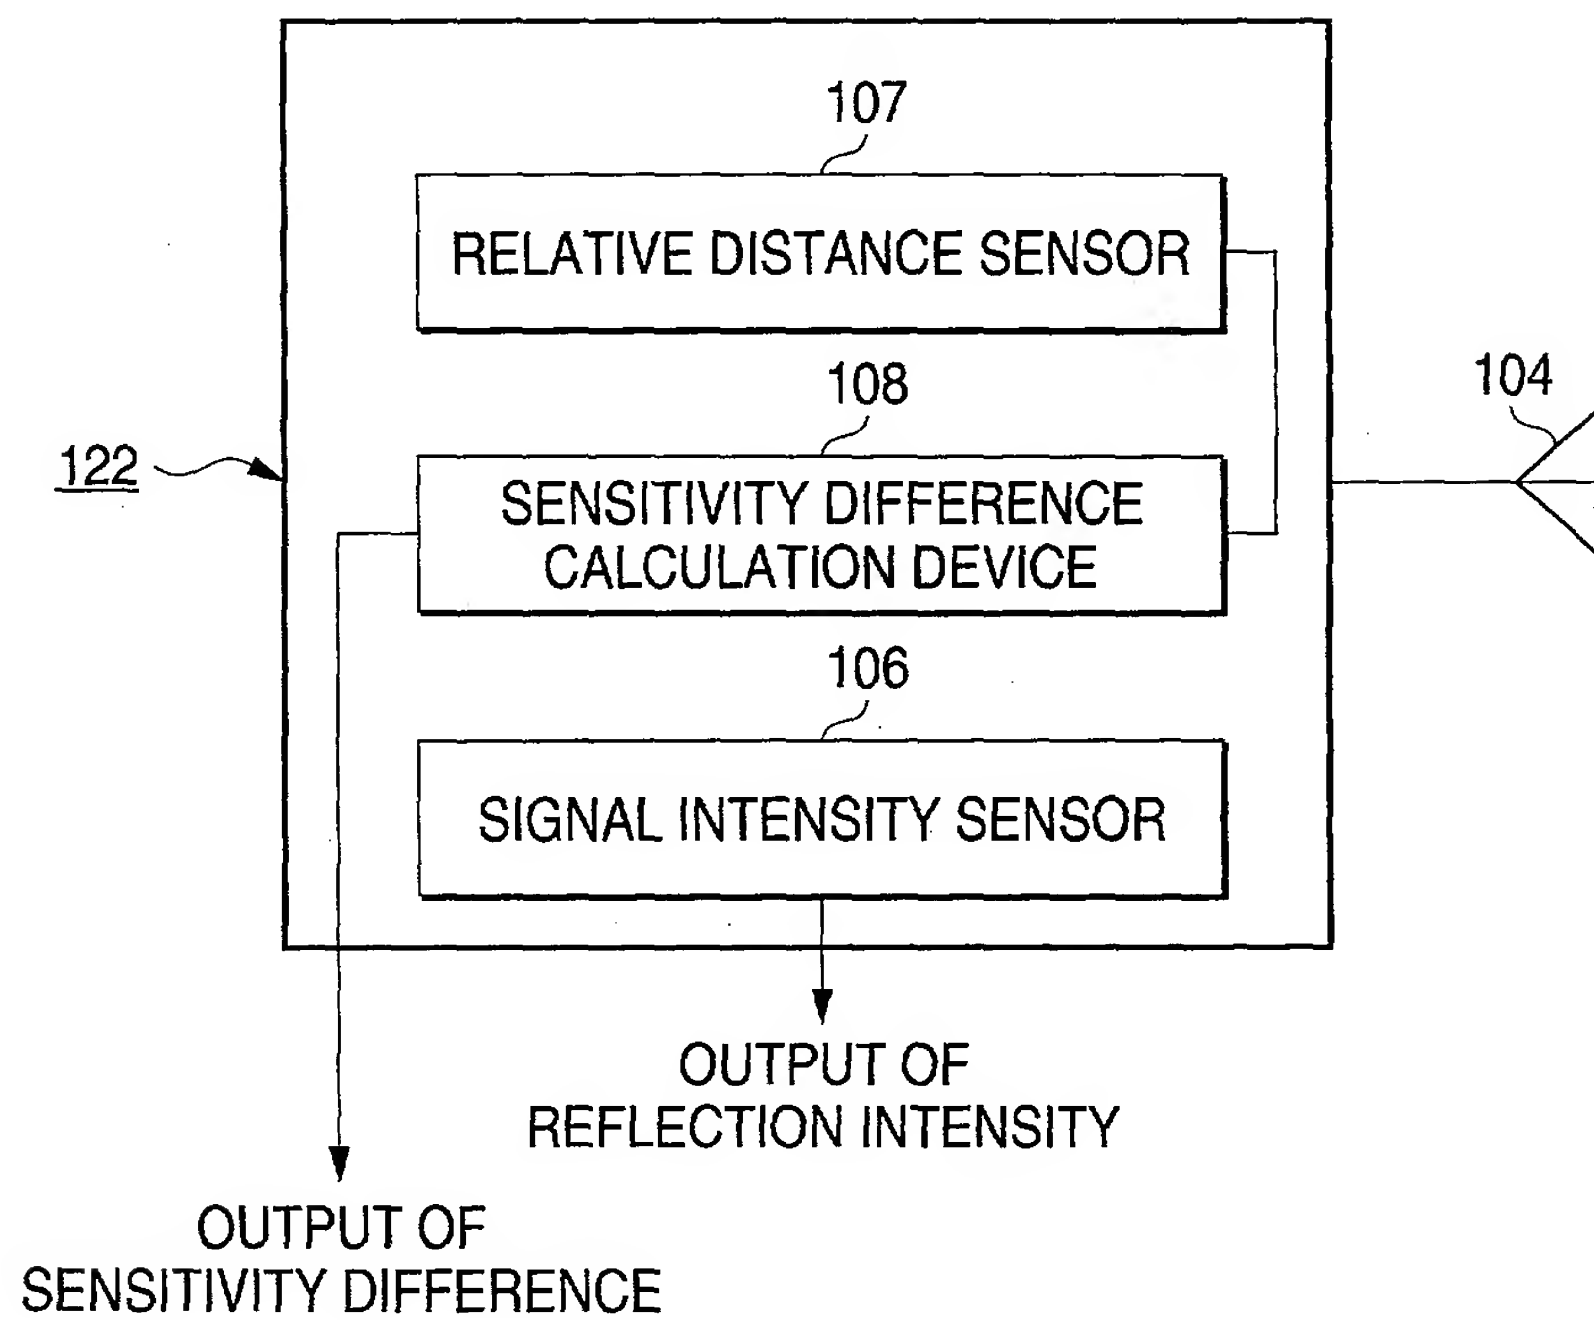 107
RELATIVE DISTANCE SENSOR
104
108
122
SENSITIVITY DIFFERENCE
CALCULATION DEVICE
106
SIGNAL INTENSITY SENSOR
OUTPUT OF
REFLECTION INTENSITY
OUTPUT OF
SENSITIVITY DIFFERENCE